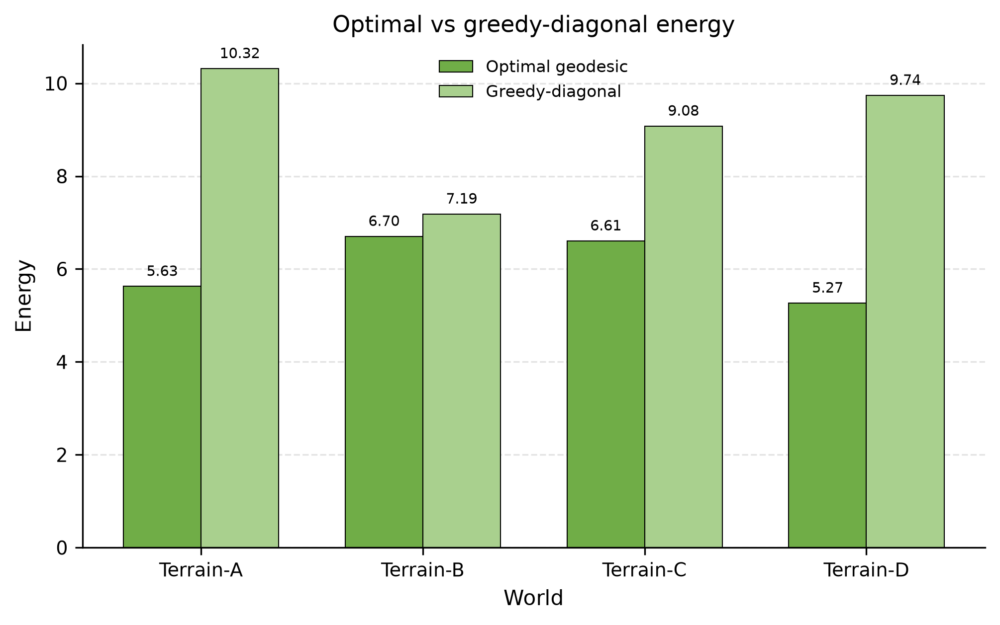 Optimal vs greedy-diagonal energy
Optimal geodesic
Greedy-diagonal
10.32
9.74
9.08
7.19
6.70
6.61
5.63
5.27
Energy
10
8
6
4
2
0
Terrain-A
Terrain-B
Terrain-C
Terrain-D
World